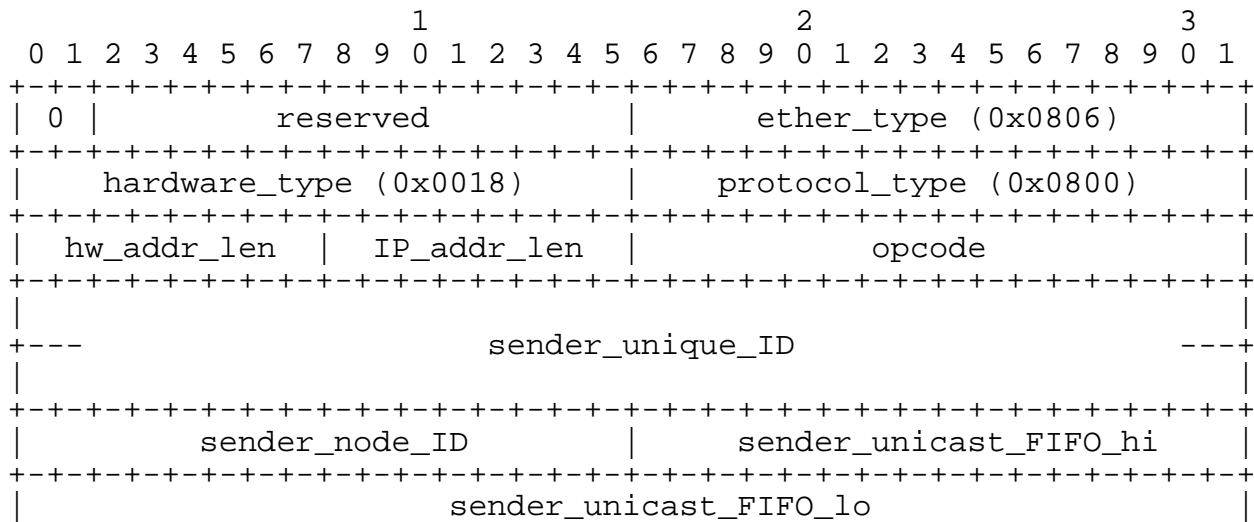 1                   2                   3
 0 1 2 3 4 5 6 7 8 9 0 1 2 3 4 5 6 7 8 9 0 1 2 3 4 5 6 7 8 9 0 1
+-+-+-+-+-+-+-+-+-+-+-+-+-+-+-+-+-+-+-+-+-+-+-+-+-+-+-+-+-+-+-+-+
| 0 |         reserved          |      ether_type (0x0806)      |
+-+-+-+-+-+-+-+-+-+-+-+-+-+-+-+-+-+-+-+-+-+-+-+-+-+-+-+-+-+-+-+-+
|    hardware_type (0x0018)     |    protocol_type (0x0800)     |
+-+-+-+-+-+-+-+-+-+-+-+-+-+-+-+-+-+-+-+-+-+-+-+-+-+-+-+-+-+-+-+-+
|  hw_addr_len  |  IP_addr_len  |            opcode             |
+-+-+-+-+-+-+-+-+-+-+-+-+-+-+-+-+-+-+-+-+-+-+-+-+-+-+-+-+-+-+-+-+
|                                                               |
+---                     sender_unique_ID                    ---+
|                                                               |
+-+-+-+-+-+-+-+-+-+-+-+-+-+-+-+-+-+-+-+-+-+-+-+-+-+-+-+-+-+-+-+-+
|         sender_node_ID        |     sender_unicast_FIFO_hi    |
+-+-+-+-+-+-+-+-+-+-+-+-+-+-+-+-+-+-+-+-+-+-+-+-+-+-+-+-+-+-+-+-+
|                      sender_unicast_FIFO_lo                   |